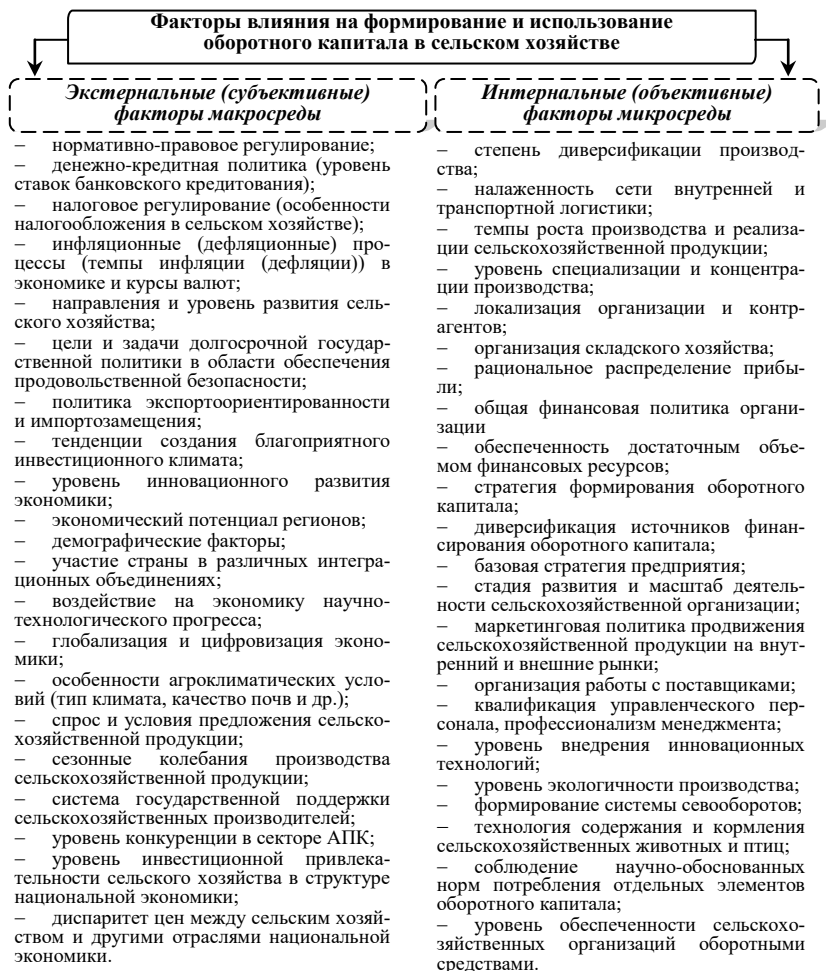 Факторы влияния на формирование и использование
оборотного капитала в сельском хозяйстве
Экстернальные (субъективные)
факторы макросреды
– нормативно-правовое регулирование;
– денежно-кредитная политика (уровень
ставок банковского кредитования);
– налоговое регулирование (особенности
налогообложения в сельском хозяйстве);
– инфляционные (дефляционные) про-
цессы (темпы инфляции (дефляции)) в
экономике и курсы валют;
– направления и уровень развития сель-
ского хозяйства;
– цели и задачи долгосрочной государ-
ственной политики в области обеспечения
продовольственной безопасности;
– политика экспортоориентированности
и импортозамещения;
– тенденции создания благоприятного
инвестиционного климата;
– уровень инновационного развития
экономики;
– экономический потенциал регионов;
– демографические факторы;
– участие страны в различных интегра-
ционных объединениях;
– воздействие на экономику научно-
технологического прогресса;
– глобализация и цифровизация эконо-
мики;
– особенности агроклиматических усло-
вий (тип климата, качество почв и др.);
– спрос и условия предложения сельско-
хозяйственной продукции;
– сезонные колебания производства
сельскохозяйственной продукции;
– система государственной поддержки
сельскохозяйственных производителей;
– уровень конкуренции в секторе АПК;
– уровень инвестиционной привлека-
тельности сельского хозяйства в структуре
национальной экономики;
– диспаритет цен между сельским хозяй-
ством и другими отраслями национальной
экономики.
Интернальные (объективные)
факторы микросреды
– степень диверсификации производ-
ства;
– налаженность сети внутренней и
транспортной логистики;
– темпы роста производства и реализа-
ции сельскохозяйственной продукции;
– уровень специализации и концентра-
ции производства;
– локализация организации и контр-
агентов;
– организация складского хозяйства;
– рациональное распределение прибы-
ли;
– общая финансовая политика органи-
зации
– обеспеченность достаточным объе-
мом финансовых ресурсов;
– стратегия формирования оборотного
капитала;
– диверсификация источников финан-
сирования оборотного капитала;
– базовая стратегия предприятия;
– стадия развития и масштаб деятель-
ности сельскохозяйственной организации;
– маркетинговая политика продвижения
сельскохозяйственной продукции на внут-
ренний и внешние рынки;
– организация работы с поставщиками;
– квалификация управленческого пер-
сонала, профессионализм менеджмента;
– уровень внедрения инновационных
технологий;
– уровень экологичности производства;
– формирование системы севооборотов;
– технология содержания и кормления
сельскохозяйственных животных и птиц;
– соблюдение научно-обоснованных
норм потребления отдельных элементов
оборотного капитала;
– уровень обеспеченности сельскохо-
зяйственных организаций оборотными
средствами.